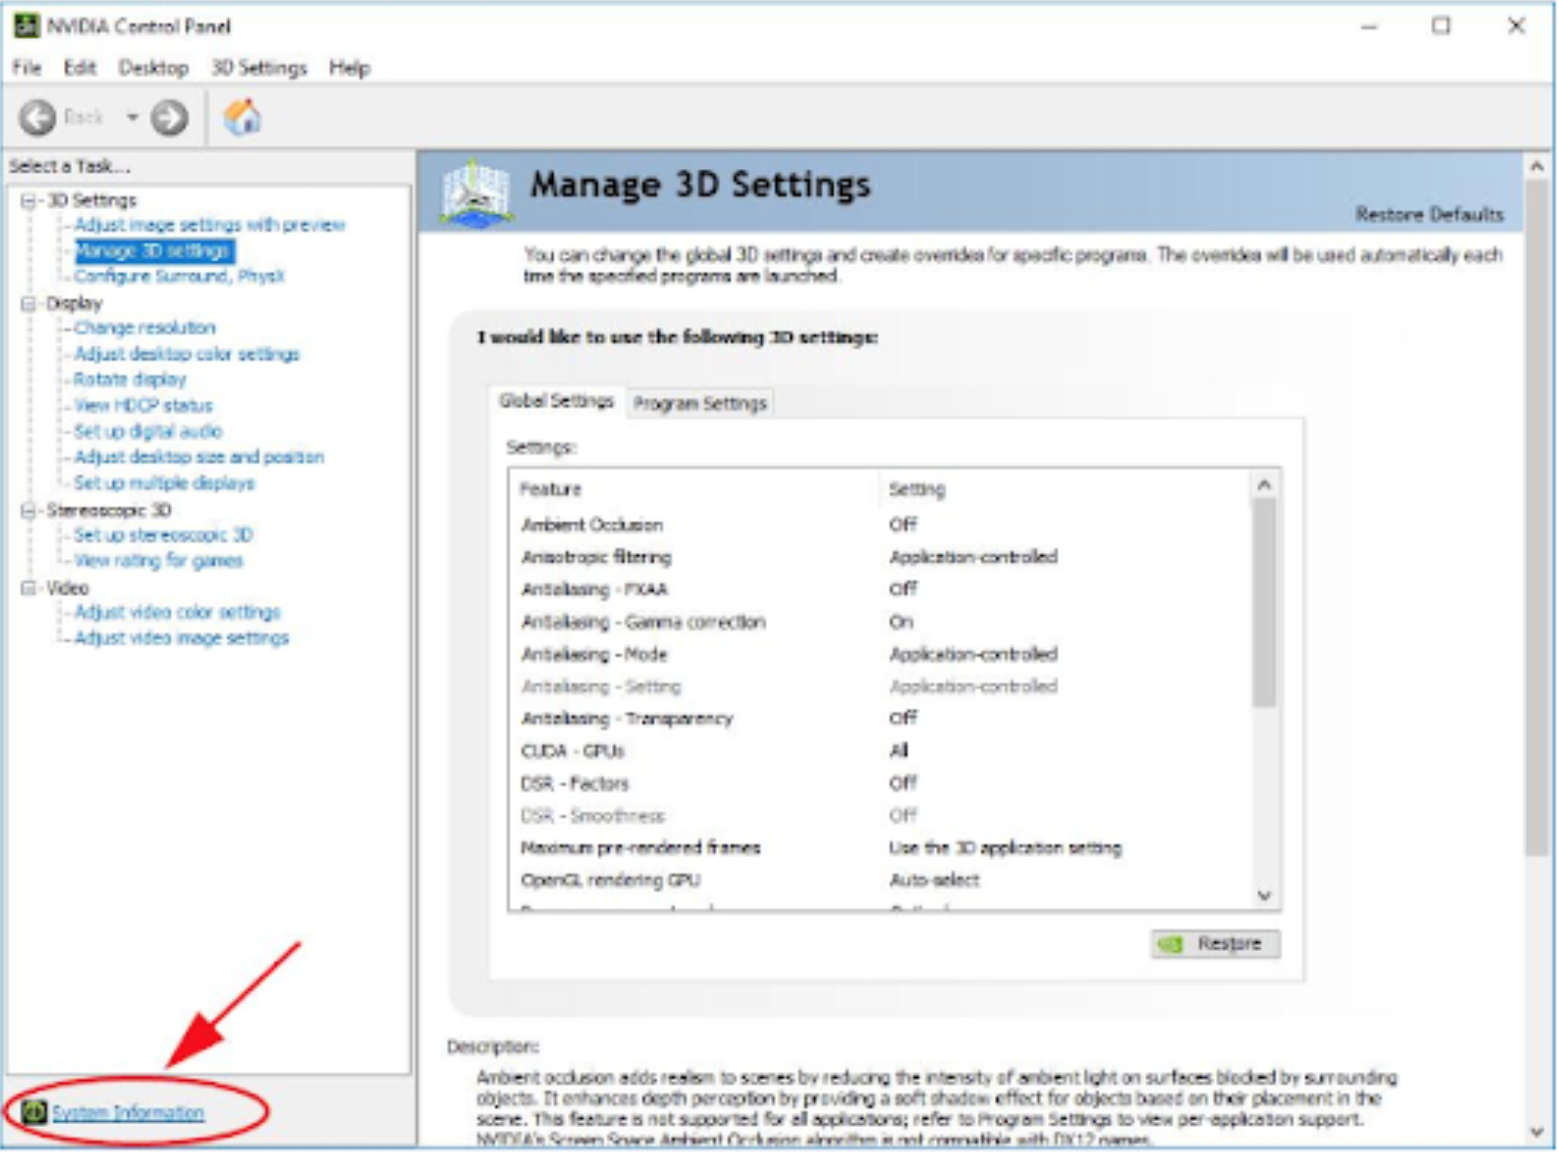 NVIDIA Control Panel
File Edit Desktop 3D Settings Help
Back
Select a Task...
3D Settings
Adjust image settings with preview
Manage 3D settings
Configure Surround, PhysX
Display
Change resolution
Adjust desktop color settings
Rotate display
View HDCP status
Set up digital audio
Adjust desktop size and position
Set up multiple displays
Stereoscopic 3D
Set up stereoscopic 3D
View rating for games
Video
Adjust video color settings
Adjust video image settings
System Information
Manage 3D Settings
Restore Defaults
You can change the global 3D settings and create overrides for specific programs. The overrides will be used automatically each
time the specified programs are launched.
I would like to use the following 3D settings:
Global Settings Program Settings
Settings:
Feature Setting
Ambient Occlusion Off
Anisotropic filtering Application-controlled
Antialiasing - FXAA Off
Antialiasing - Gamma correction On
Antialiasing - Mode Application-controlled
Antialiasing - Setting Application-controlled
Antialiasing - Transparency Off
CUDA - GPUs All
DSR - Factors Off
DSR - Smoothness Off
Maximum pre-rendered frames Use the 3D application setting
OpenGL rendering GPU Auto-select
Restore
Description:
Ambient occlusion adds realism to scenes by reducing the intensity of ambient light on surfaces blocked by surrounding
objects. It enhances depth perception by providing a soft shadow effect for objects based on their placement in the
scene. This feature is not supported for all applications; refer to Program Settings to view per-application support.
NVIDIA's Screen Space Ambient Occlusion algorithm is not compatible with DX12 games.